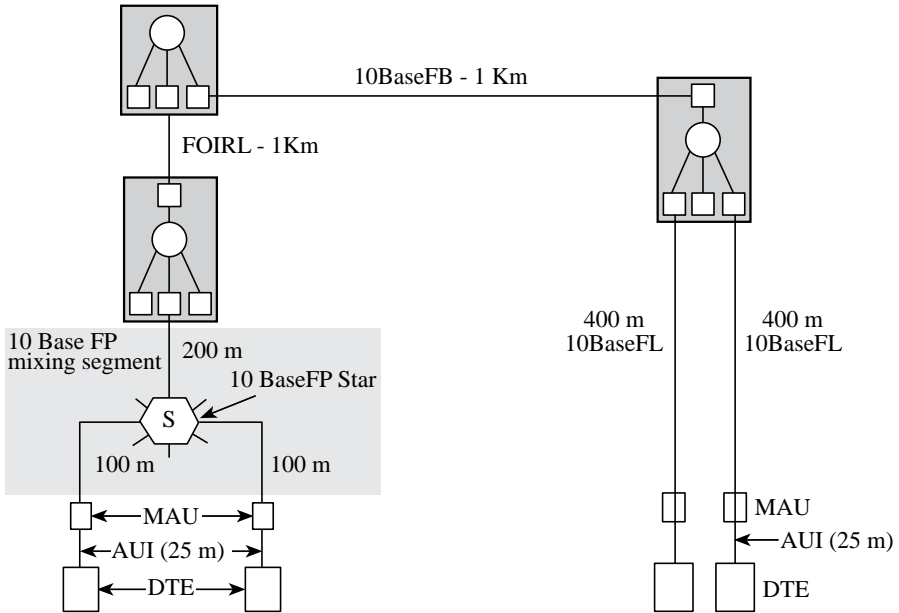 10BaseFB - 1 Km
FOIRL - 1Km
10 Base FP
mixing segment
200 m
10 BaseFP Star
S
100 m
100 m
400 m
10BaseFL
400 m
10BaseFL
MAU
AUI (25 m)
DTE
MAU
AUI (25 m)
DTE